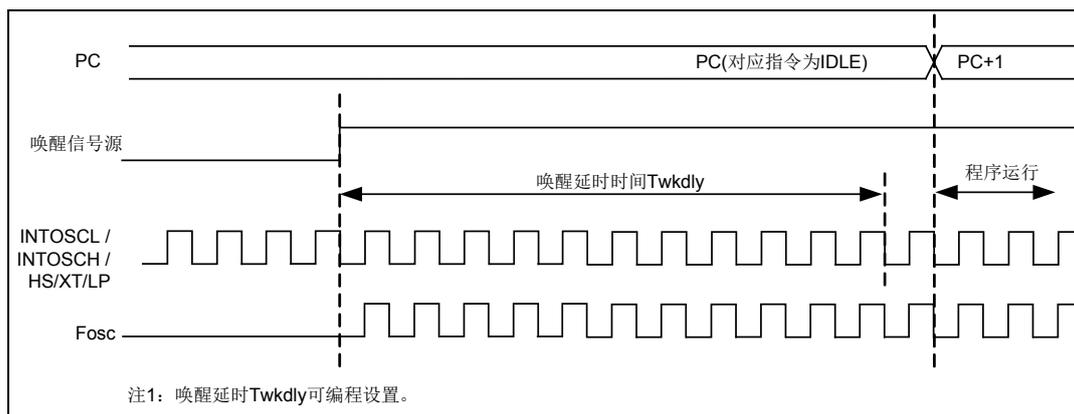 PC
PC(对应指令为IDLE)
PC+1
唤醒信号源
唤醒延时时间Twkdly
程序运行
INTOSCL /
INTOSCH /
HS/XT/LP
Fosc
注1：唤醒延时Twkdly可编程设置。